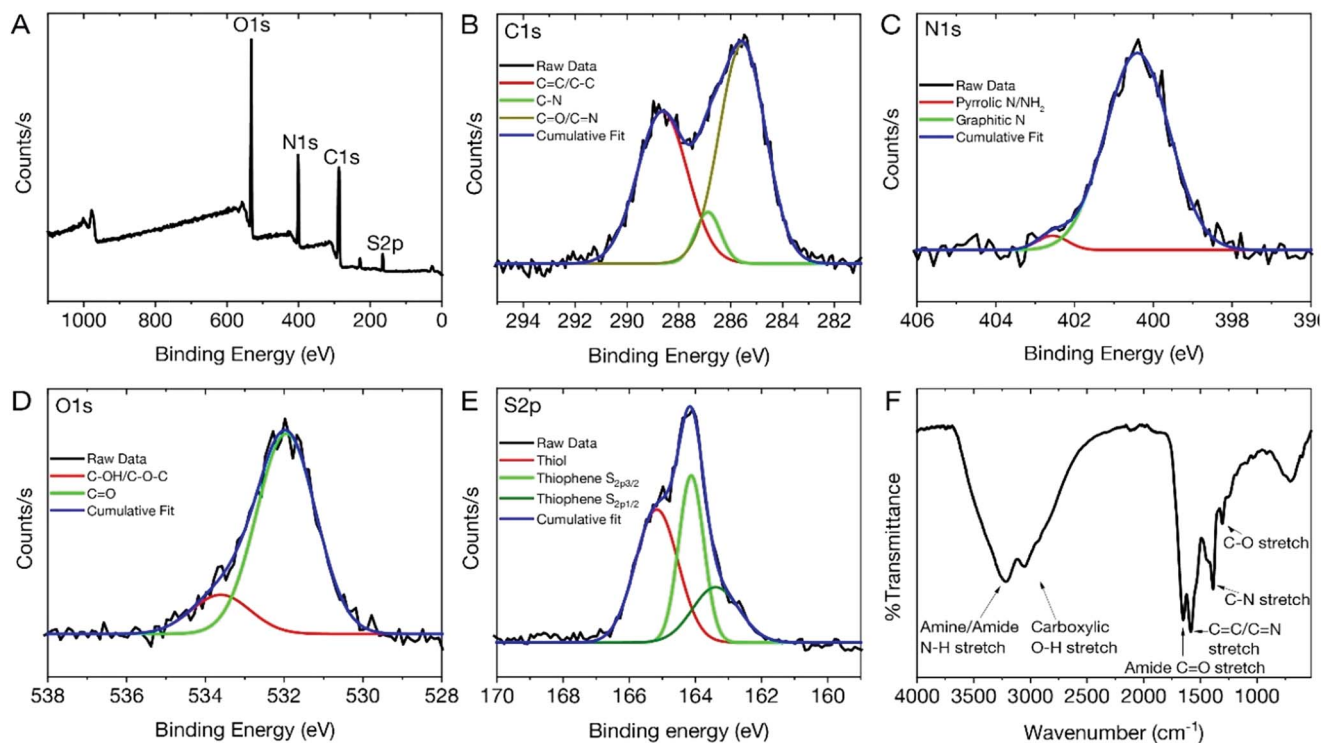 A
O1s
N1s
C1s
S2p
Counts/s
1000 800 600 400 200 0
Binding Energy (eV)
B
C1s
Raw Data
C=C/C-C
C-N
C=O/C=N
Cumulative Fit
Counts/s
294 292 290 288 286 284 282
Binding Energy (eV)
C
N1s
Raw Data
Pyrrolic N/NH₂
Graphitic N
Cumulative Fit
Counts/s
406 404 402 400 398
Binding Energy (eV)
D
O1s
Raw Data
C-OH/C-O-C
C=O
Cumulative Fit
Counts/s
538 536 534 532 530 528
Binding Energy (eV)
E
S2p
Raw Data
Thiol
Thiophene S₂p3/2
Thiophene S₂p1/2
Cumulative fit
Counts/s
170 168 166 164 162 160
Binding energy (eV)
F
%Transmittance
C-O stretch
C-N stretch
Amine/Amide
N-H stretch
Carboxylic
O-H stretch
C=C/C=N
stretch
Amide C=O stretch
4000 3500 3000 2500 2000 1500 1000
Wavenumber (cm⁻¹)